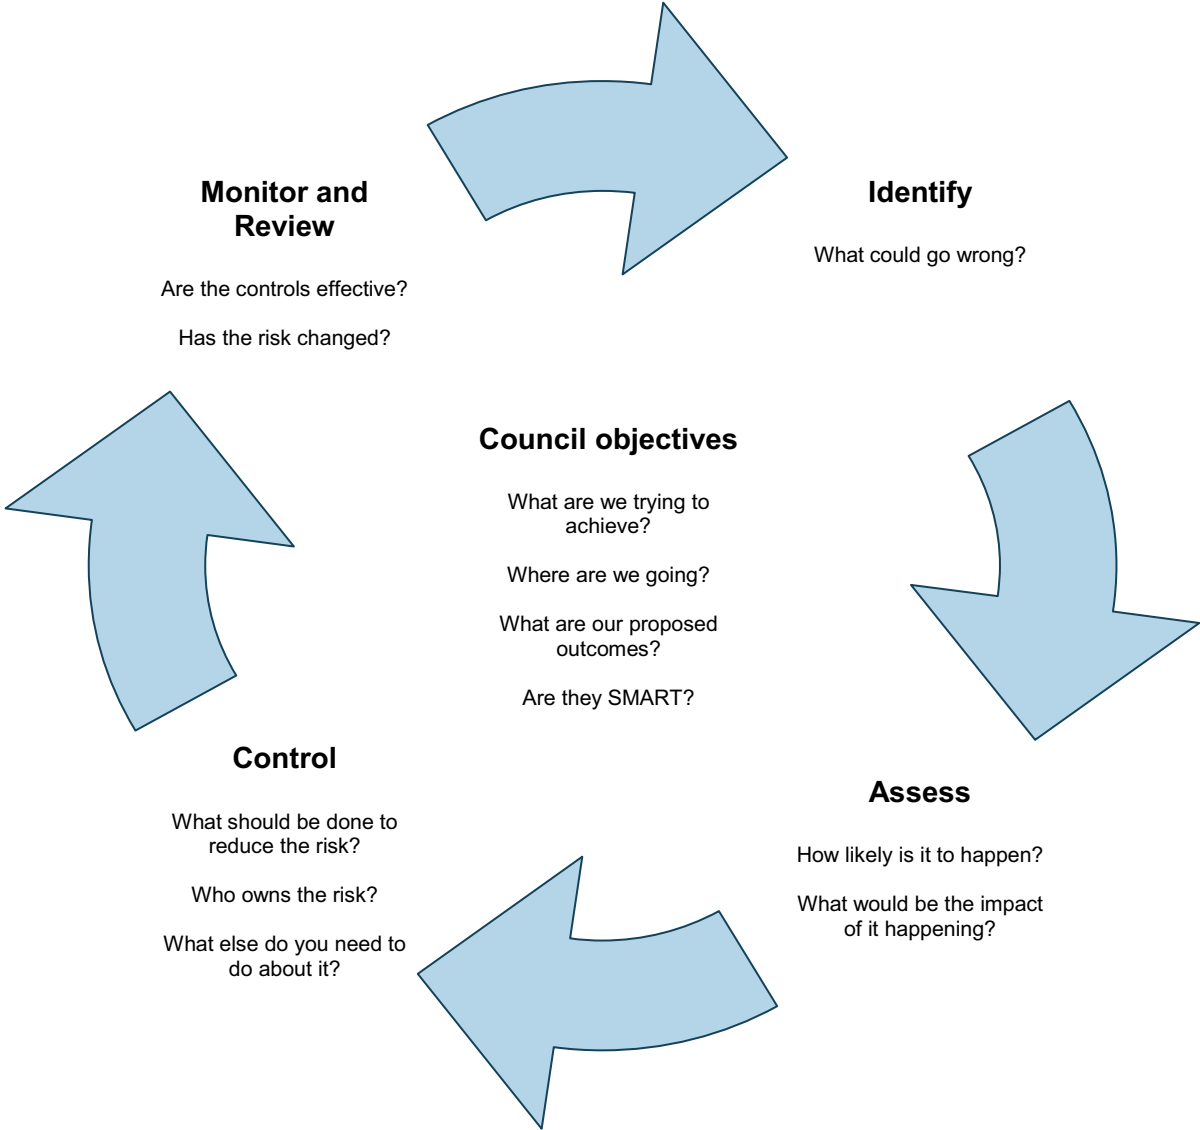 Monitor and
Review
Are the controls effective?
Has the risk changed?
Identify
What could go wrong?
Council objectives
What are we trying to
achieve?
Where are we going?
What are our proposed
outcomes?
Are they SMART?
Control
What should be done to
reduce the risk?
Who owns the risk?
What else do you need to
do about it?
Assess
How likely is it to happen?
What would be the impact
of it happening?